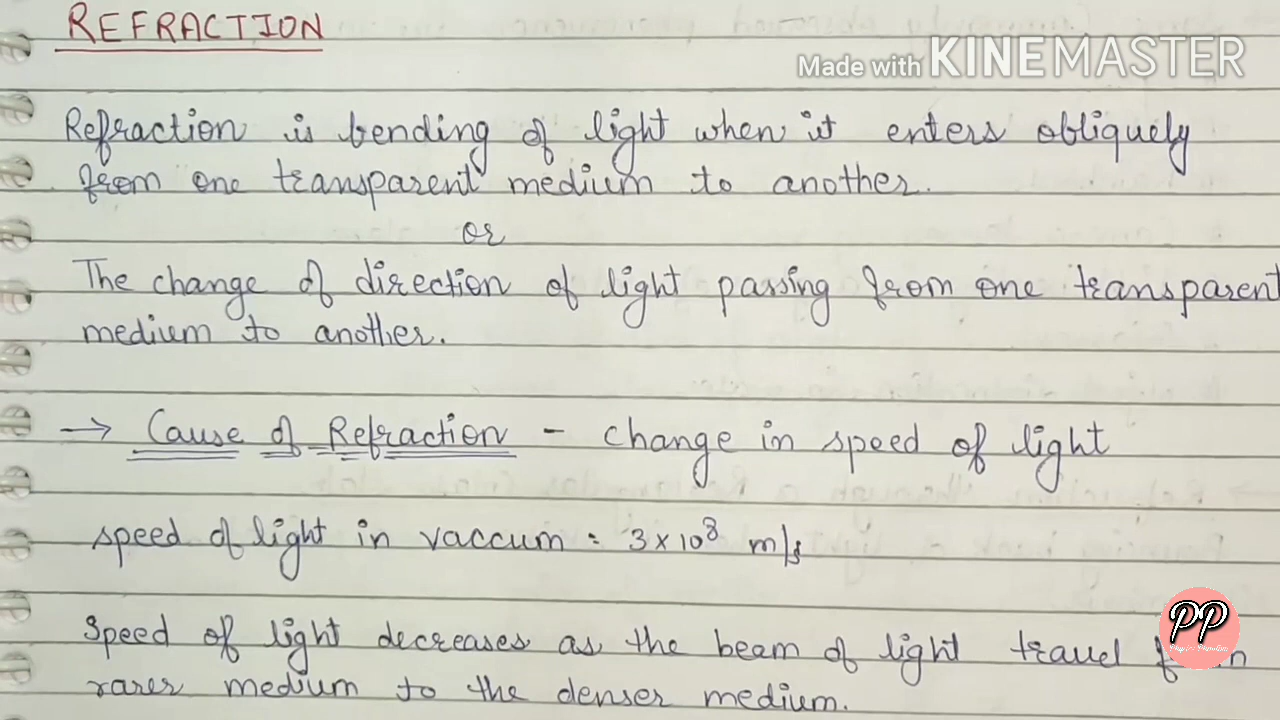 REFRACTION
Made with KINEMASTER
Refraction is bending of light when it enters obliquely
from one transparent medium to another.
or
The change of direction of light passing from one transparent
medium to another.
→ Cause of Refraction - change in speed of light
speed of light in vaccum = 3 x 10⁸ m/s
Speed of light decreases as the beam of light travel
PP
rarer medium to the denser medium.